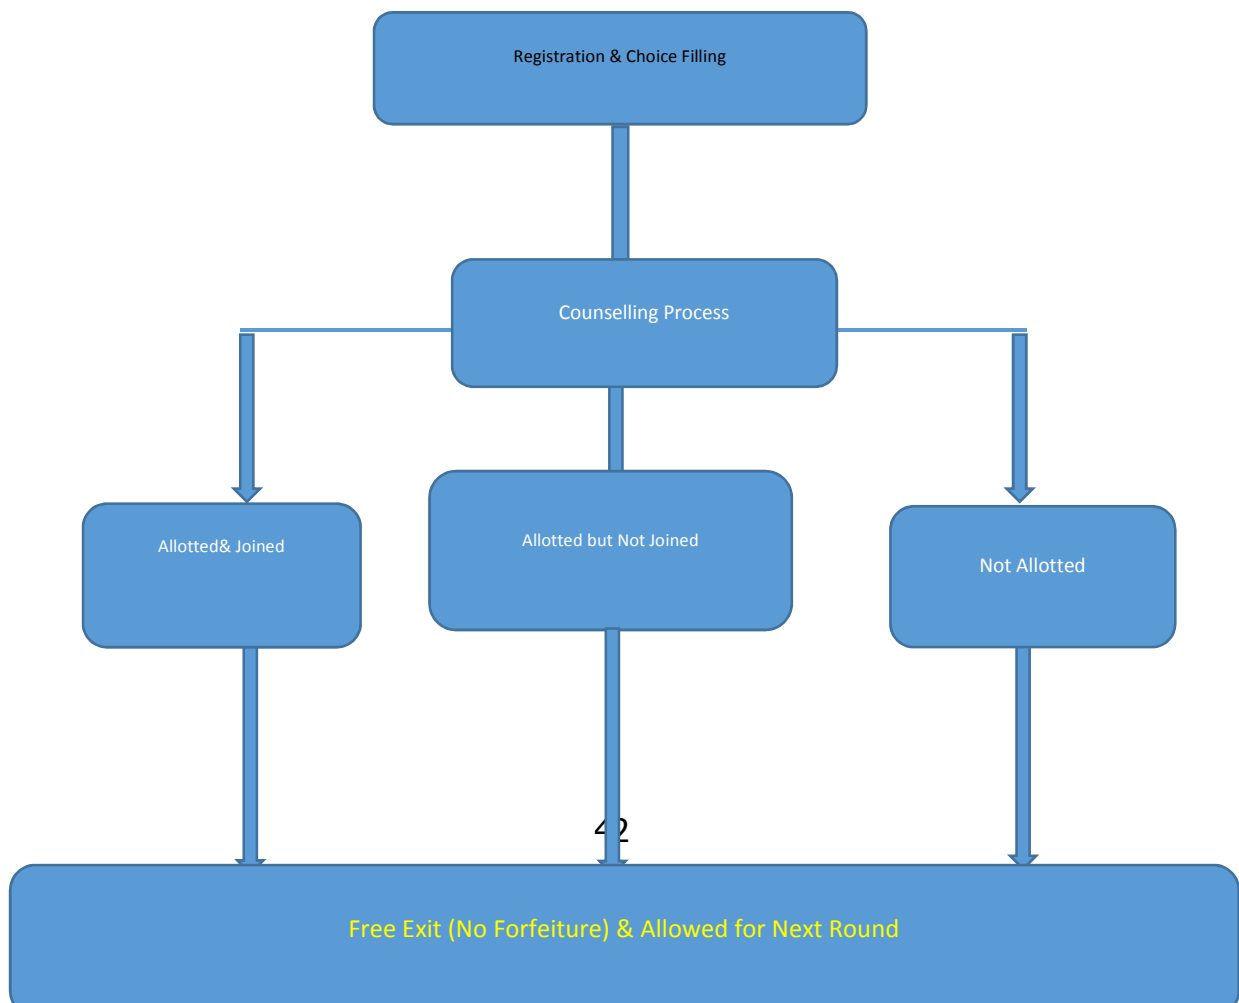 Registration & Choice Filling
Counselling Process
Allotted& Joined
Allotted but Not Joined
Not Allotted
42
Free Exit (No Forfeiture) & Allowed for Next Round